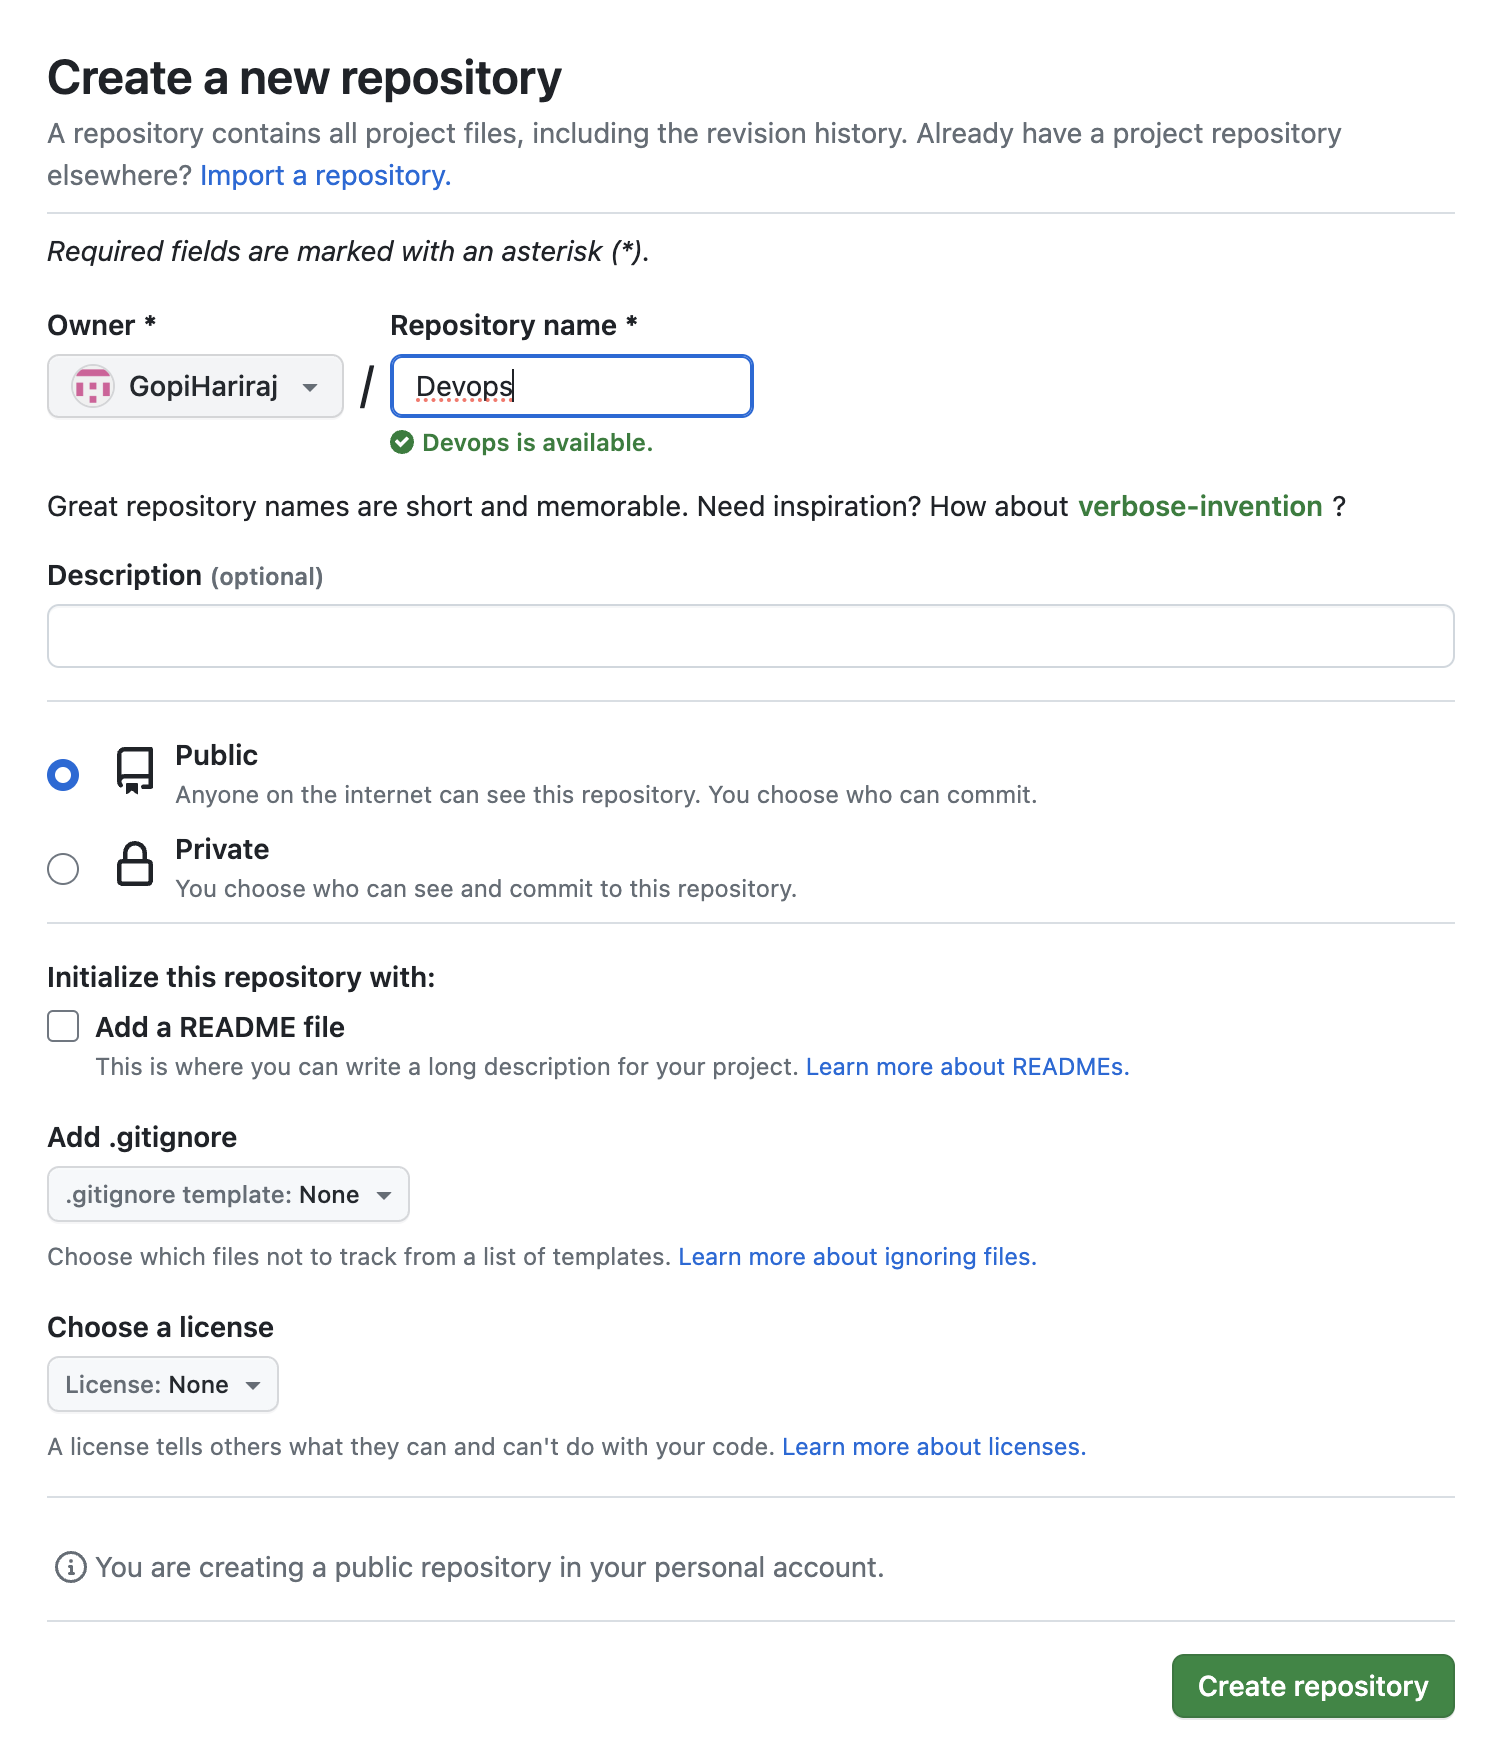 Create a new repository
A repository contains all project files, including the revision history. Already have a project repository
elsewhere? Import a repository.
Required fields are marked with an asterisk (*).
Owner *
Repository name *
GopiHariraj
/
Devops
Devops is available.
Great repository names are short and memorable. Need inspiration? How about verbose-invention ?
Description (optional)
Public
Anyone on the internet can see this repository. You choose who can commit.
Private
You choose who can see and commit to this repository.
Initialize this repository with:
Add a README file
This is where you can write a long description for your project. Learn more about READMEs.
Add .gitignore
.gitignore template: None
Choose which files not to track from a list of templates. Learn more about ignoring files.
Choose a license
License: None
A license tells others what they can and can't do with your code. Learn more about licenses.
You are creating a public repository in your personal account.
Create repository